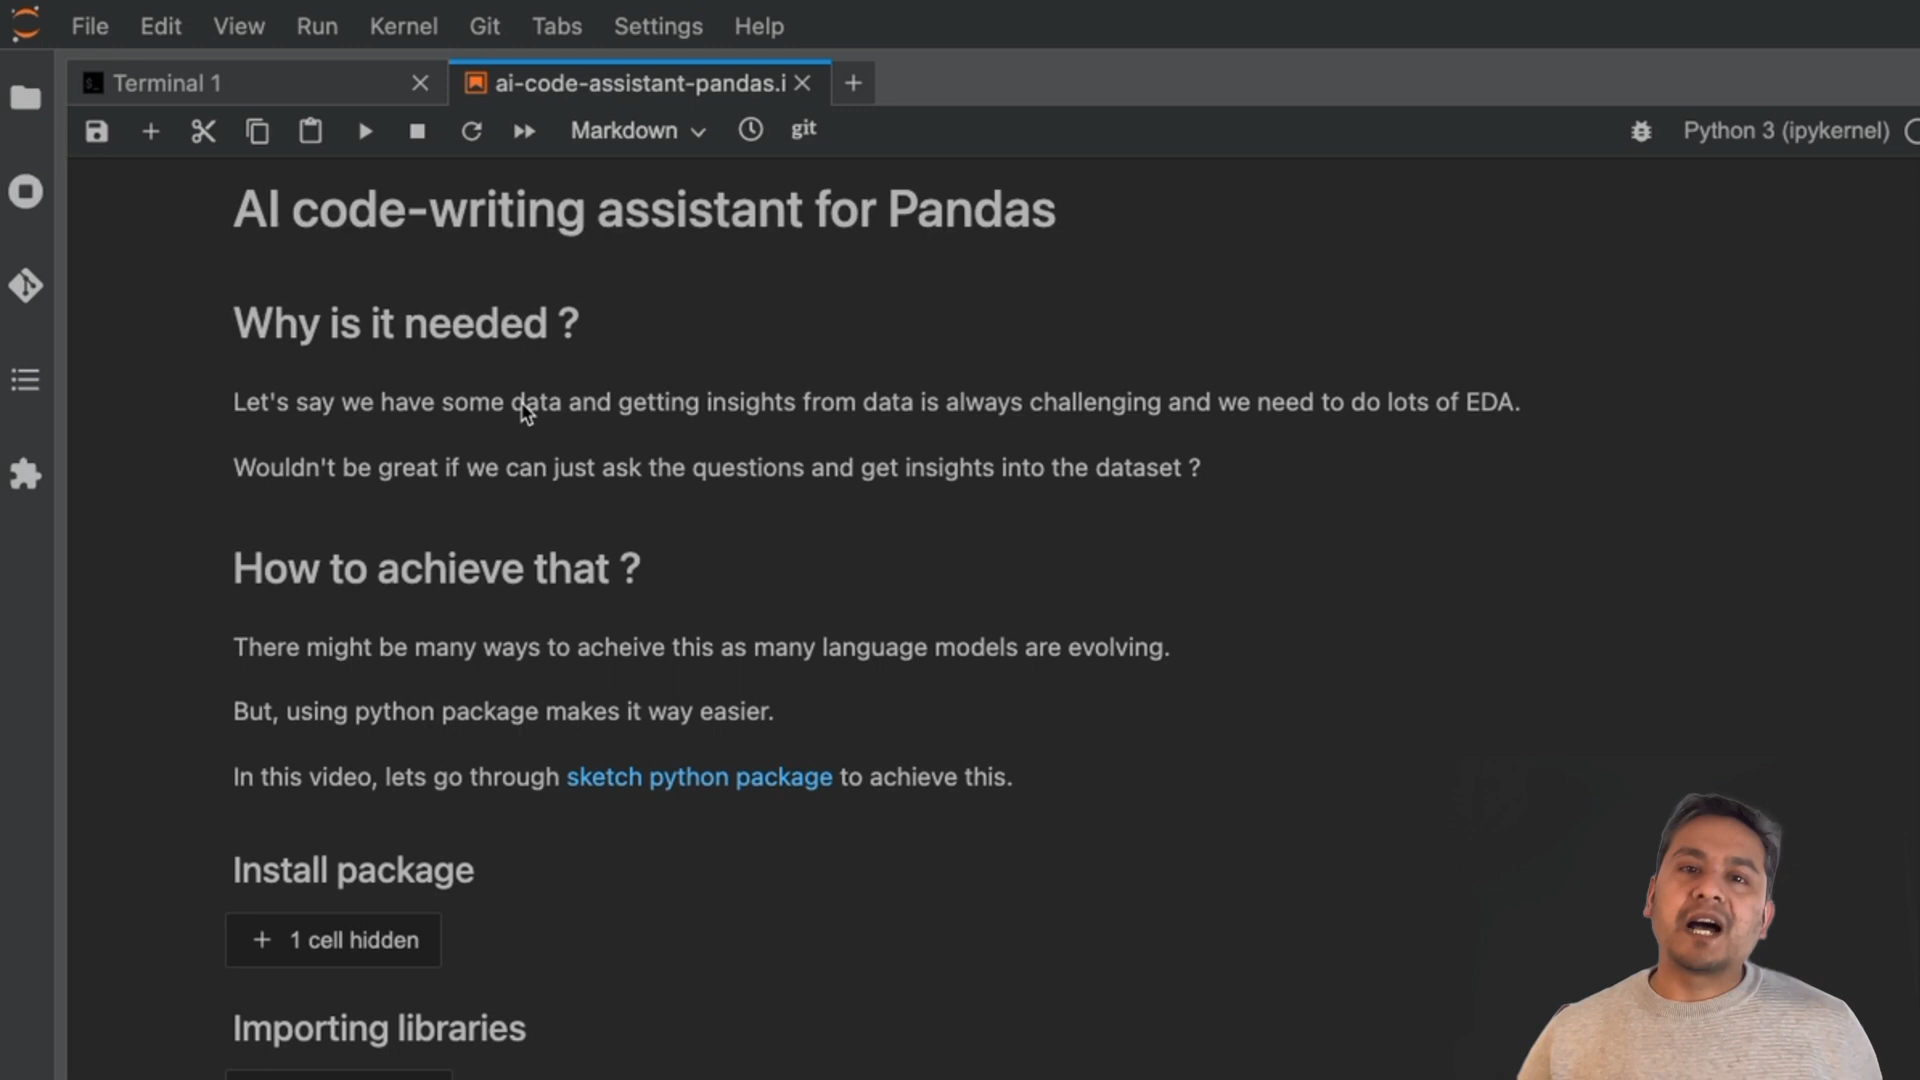 File Edit View Run Kernel Git Tabs Settings Help
Terminal 1
ai-code-assistant-pandas.i
Markdown
git
Python 3 (ipykernel)
AI code-writing assistant for Pandas
Why is it needed ?
Let's say we have some data and getting insights from data is always challenging and we need to do lots of EDA.
Wouldn't be great if we can just ask the questions and get insights into the dataset ?
How to achieve that ?
There might be many ways to acheive this as many language models are evolving.
But, using python package makes it way easier.
In this video, lets go through sketch python package to achieve this.
Install package
+ 1 cell hidden
Importing libraries